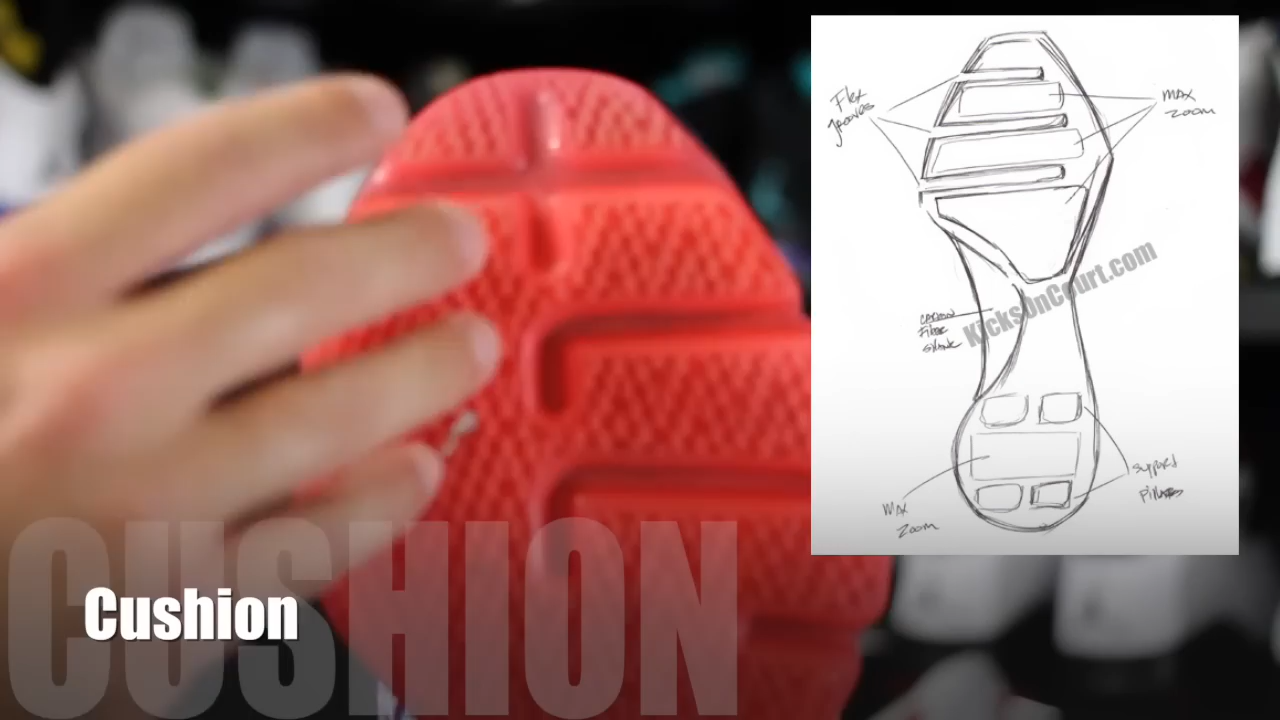 CUSHION
Cushion
Flex
grooves
MAX
Zoom
KicksOnCourt.com
CARBON
Fiber
SHANK
MAX
Zoom
Support
Pillars